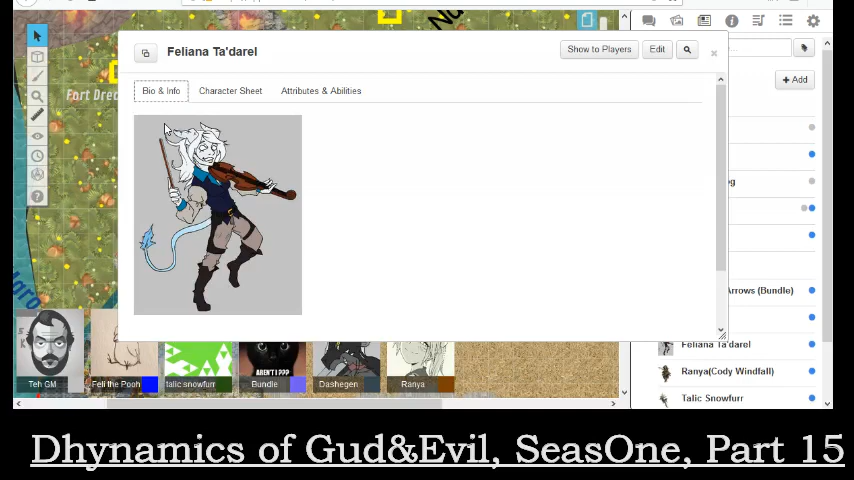 Feliana Ta'darel
Show to Players
Edit
Bio & Info
Character Sheet
Attributes & Abilities
Fort Drea
+ Add
Arrows (Bundle)
Feliana Ta'darel
Ranya(Cody Windfall)
Talic Snowfurr
AREN'T I???
Teh GM
Feli the Pooh
talic snowfurr
Bundle
Dashegen
Ranya
Dhynamics of Gud&Evil, SeasOne, Part 15